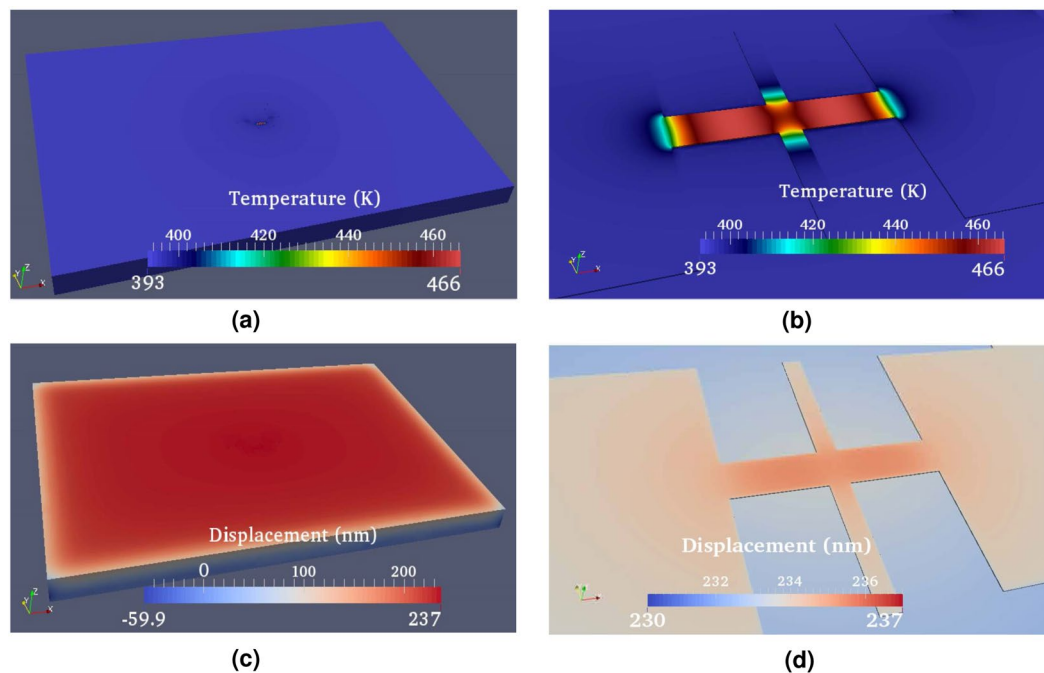 Temperature (K)
400 420 440 460
393 466
Z
Y
X
(a)
Temperature (K)
400 420 440 460
393 466
Z
Y
X
(b)
Displacement (nm)
0 100 200
-59.9 237
Z
Y
X
(c)
Displacement (nm)
232 234 236
230 237
(d)